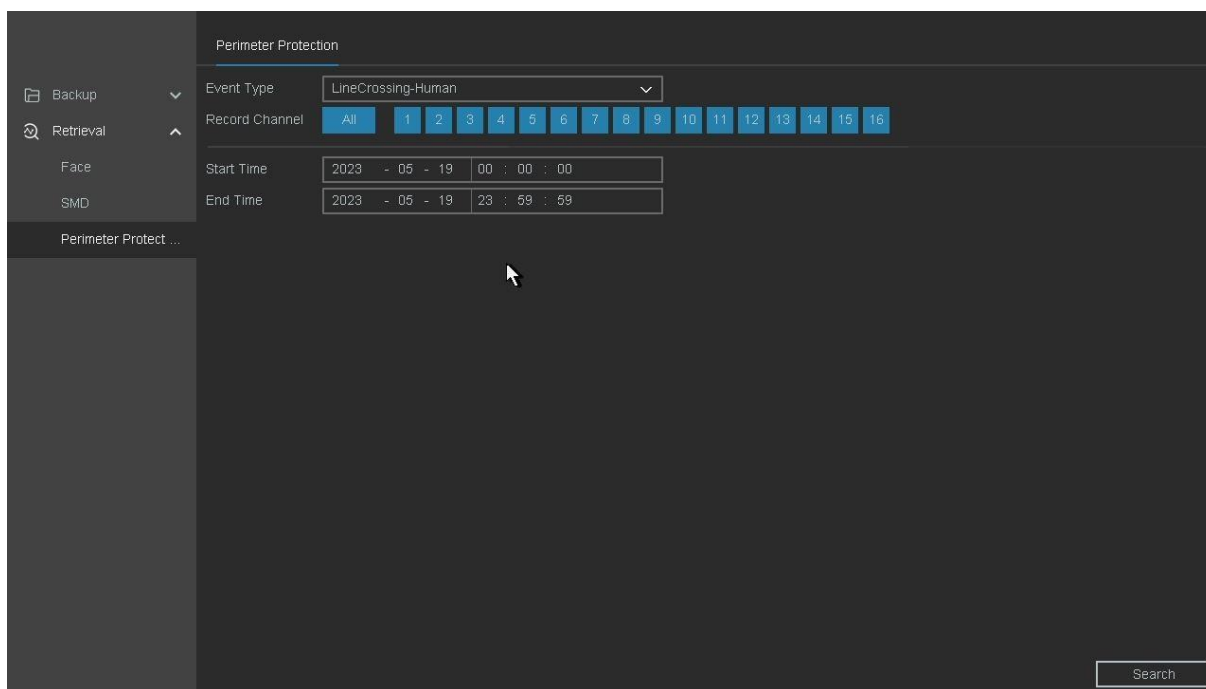 Perimeter Protection
Backup
Retrieval
Face
SMD
Perimeter Protect ...
Event Type LineCrossing-Human
Record Channel All 1 2 3 4 5 6 7 8 9 10 11 12 13 14 15 16
Start Time 2023 - 05 - 19 00 : 00 : 00
End Time 2023 - 05 - 19 23 : 59 : 59
Search